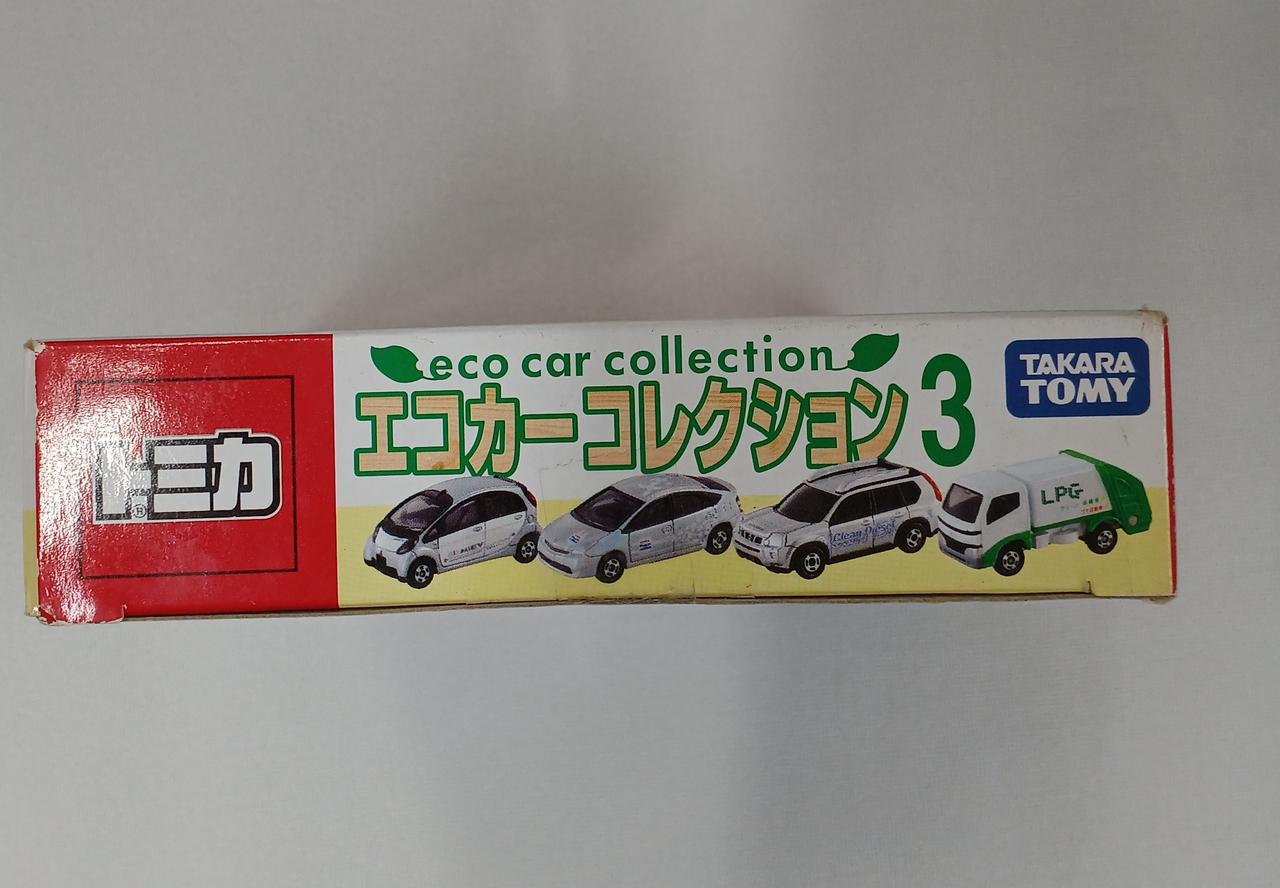 トミカ®
eco car collection
エコカーコレクション3
TAKARA
TOMY
i MiEV
Clean Diesel
LPG